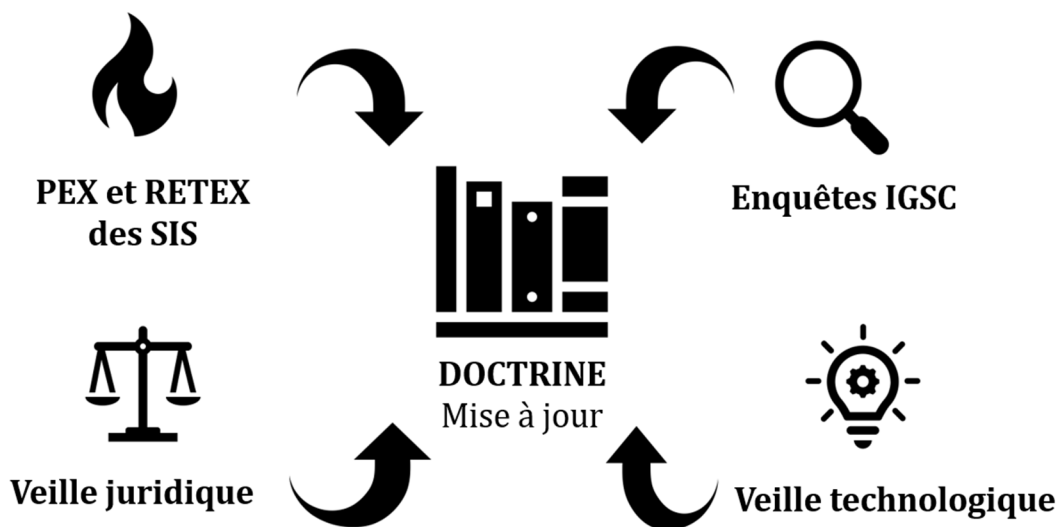 PEX et RETEX
des SIS
Enquêtes IGSC
DOCTRINE
Mise à jour
Veille juridique
Veille technologique